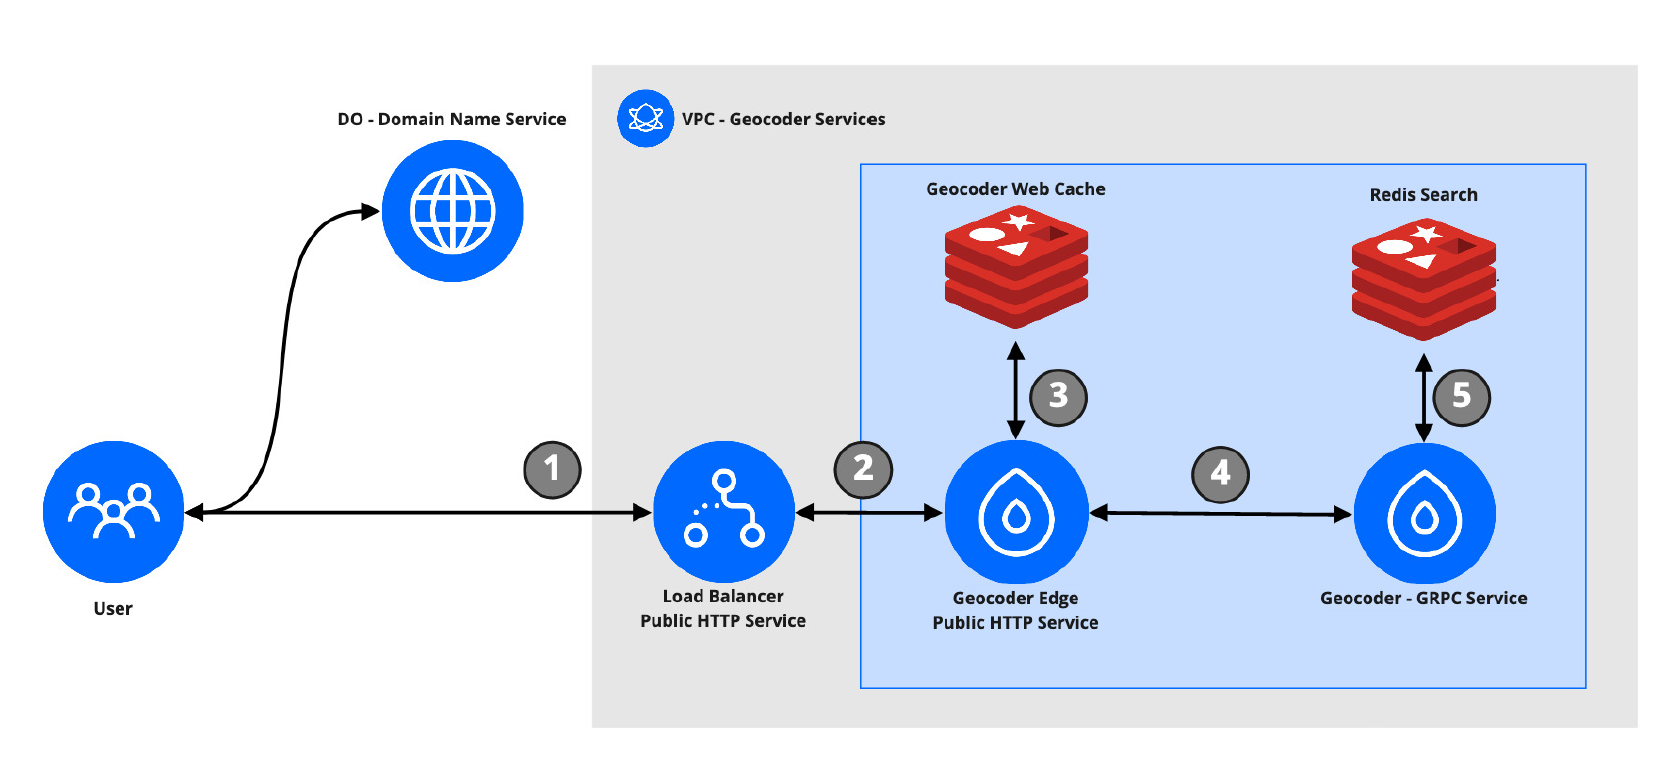 DO - Domain Name Service
VPC - Geocoder Services
Geocoder Web Cache
Redis Search
3
5
1
2
4
User
Load Balancer
Public HTTP Service
Geocoder Edge
Public HTTP Service
Geocoder - GRPC Service